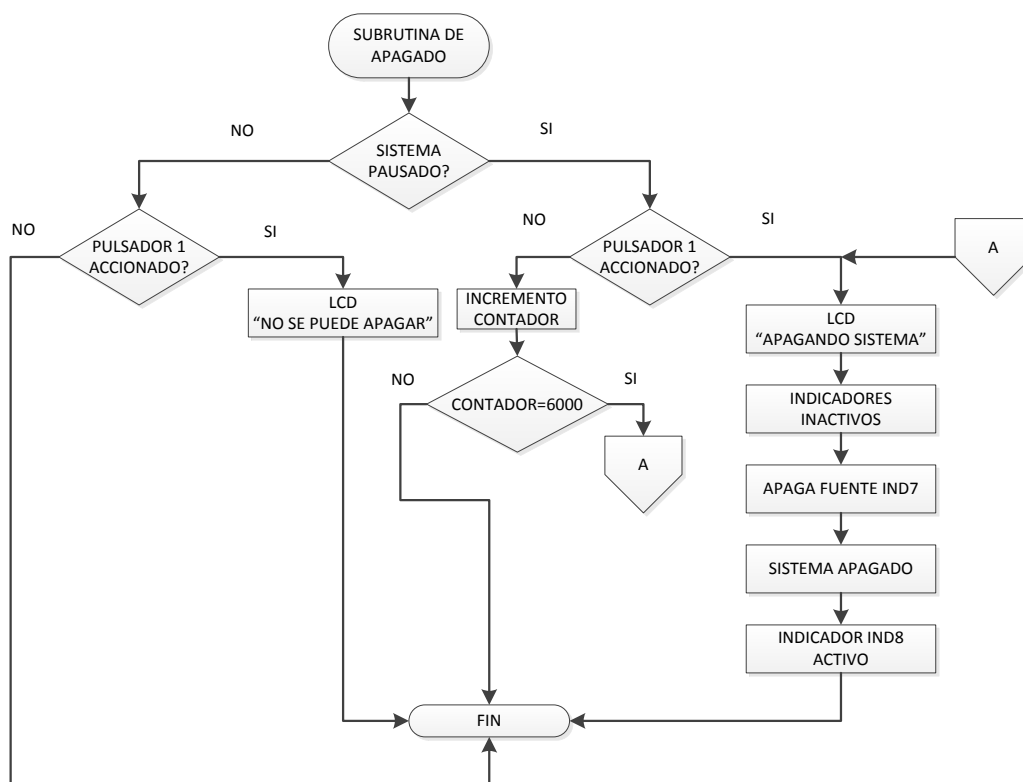 SUBRUTINA DE
APAGADO
NO
SI
SISTEMA
PAUSADO?
NO
SI
NO
SI
PULSADOR 1
ACCIONADO?
PULSADOR 1
ACCIONADO?
A
LCD
“NO SE PUEDE APAGAR”
INCREMENTO
CONTADOR
LCD
“APAGANDO SISTEMA”
NO
SI
CONTADOR=6000
INDICADORES
INACTIVOS
A
APAGA FUENTE IND7
SISTEMA APAGADO
INDICADOR IND8
ACTIVO
FIN